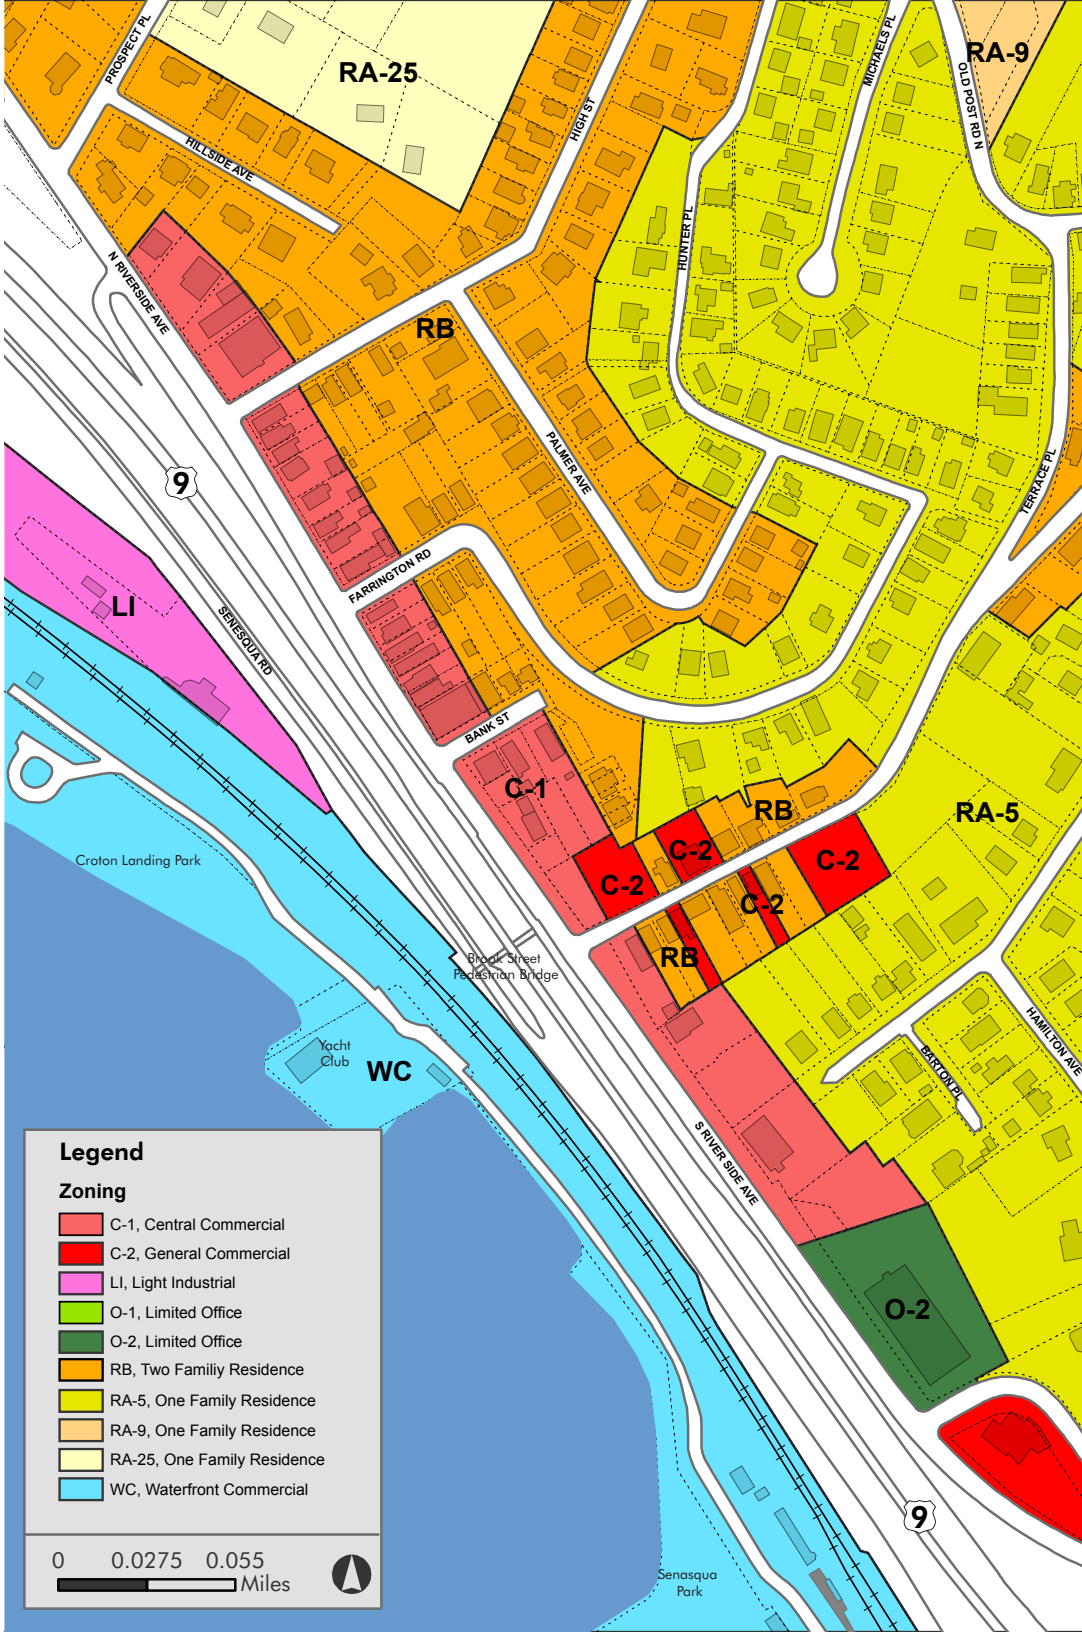 PROSPECT PL
RA-25
HILLSIDE AVE
HIGH ST
MICHAELS PL
OLD POST RD N
RA-9
HUNTER PL
N RIVERSIDE AVE
RB
PALMER AVE
TERRACE PL
9
FARRINGTON RD
LI
SENESQUA RD
BANK ST
C-1
RB
RA-5
C-2
C-2
C-2
C-2
RB
Croton Landing Park
Brook Street
Pedestrian Bridge
Yacht
Club
WC
HAMILTON AVE
BARTON PL
S RIVER SIDE AVE
O-2
9
Senasqua
Park
Legend
Zoning
C-1, Central Commercial
C-2, General Commercial
LI, Light Industrial
O-1, Limited Office
O-2, Limited Office
RB, Two Familiy Residence
RA-5, One Family Residence
RA-9, One Family Residence
RA-25, One Family Residence
WC, Waterfront Commercial
0 0.0275 0.055
Miles